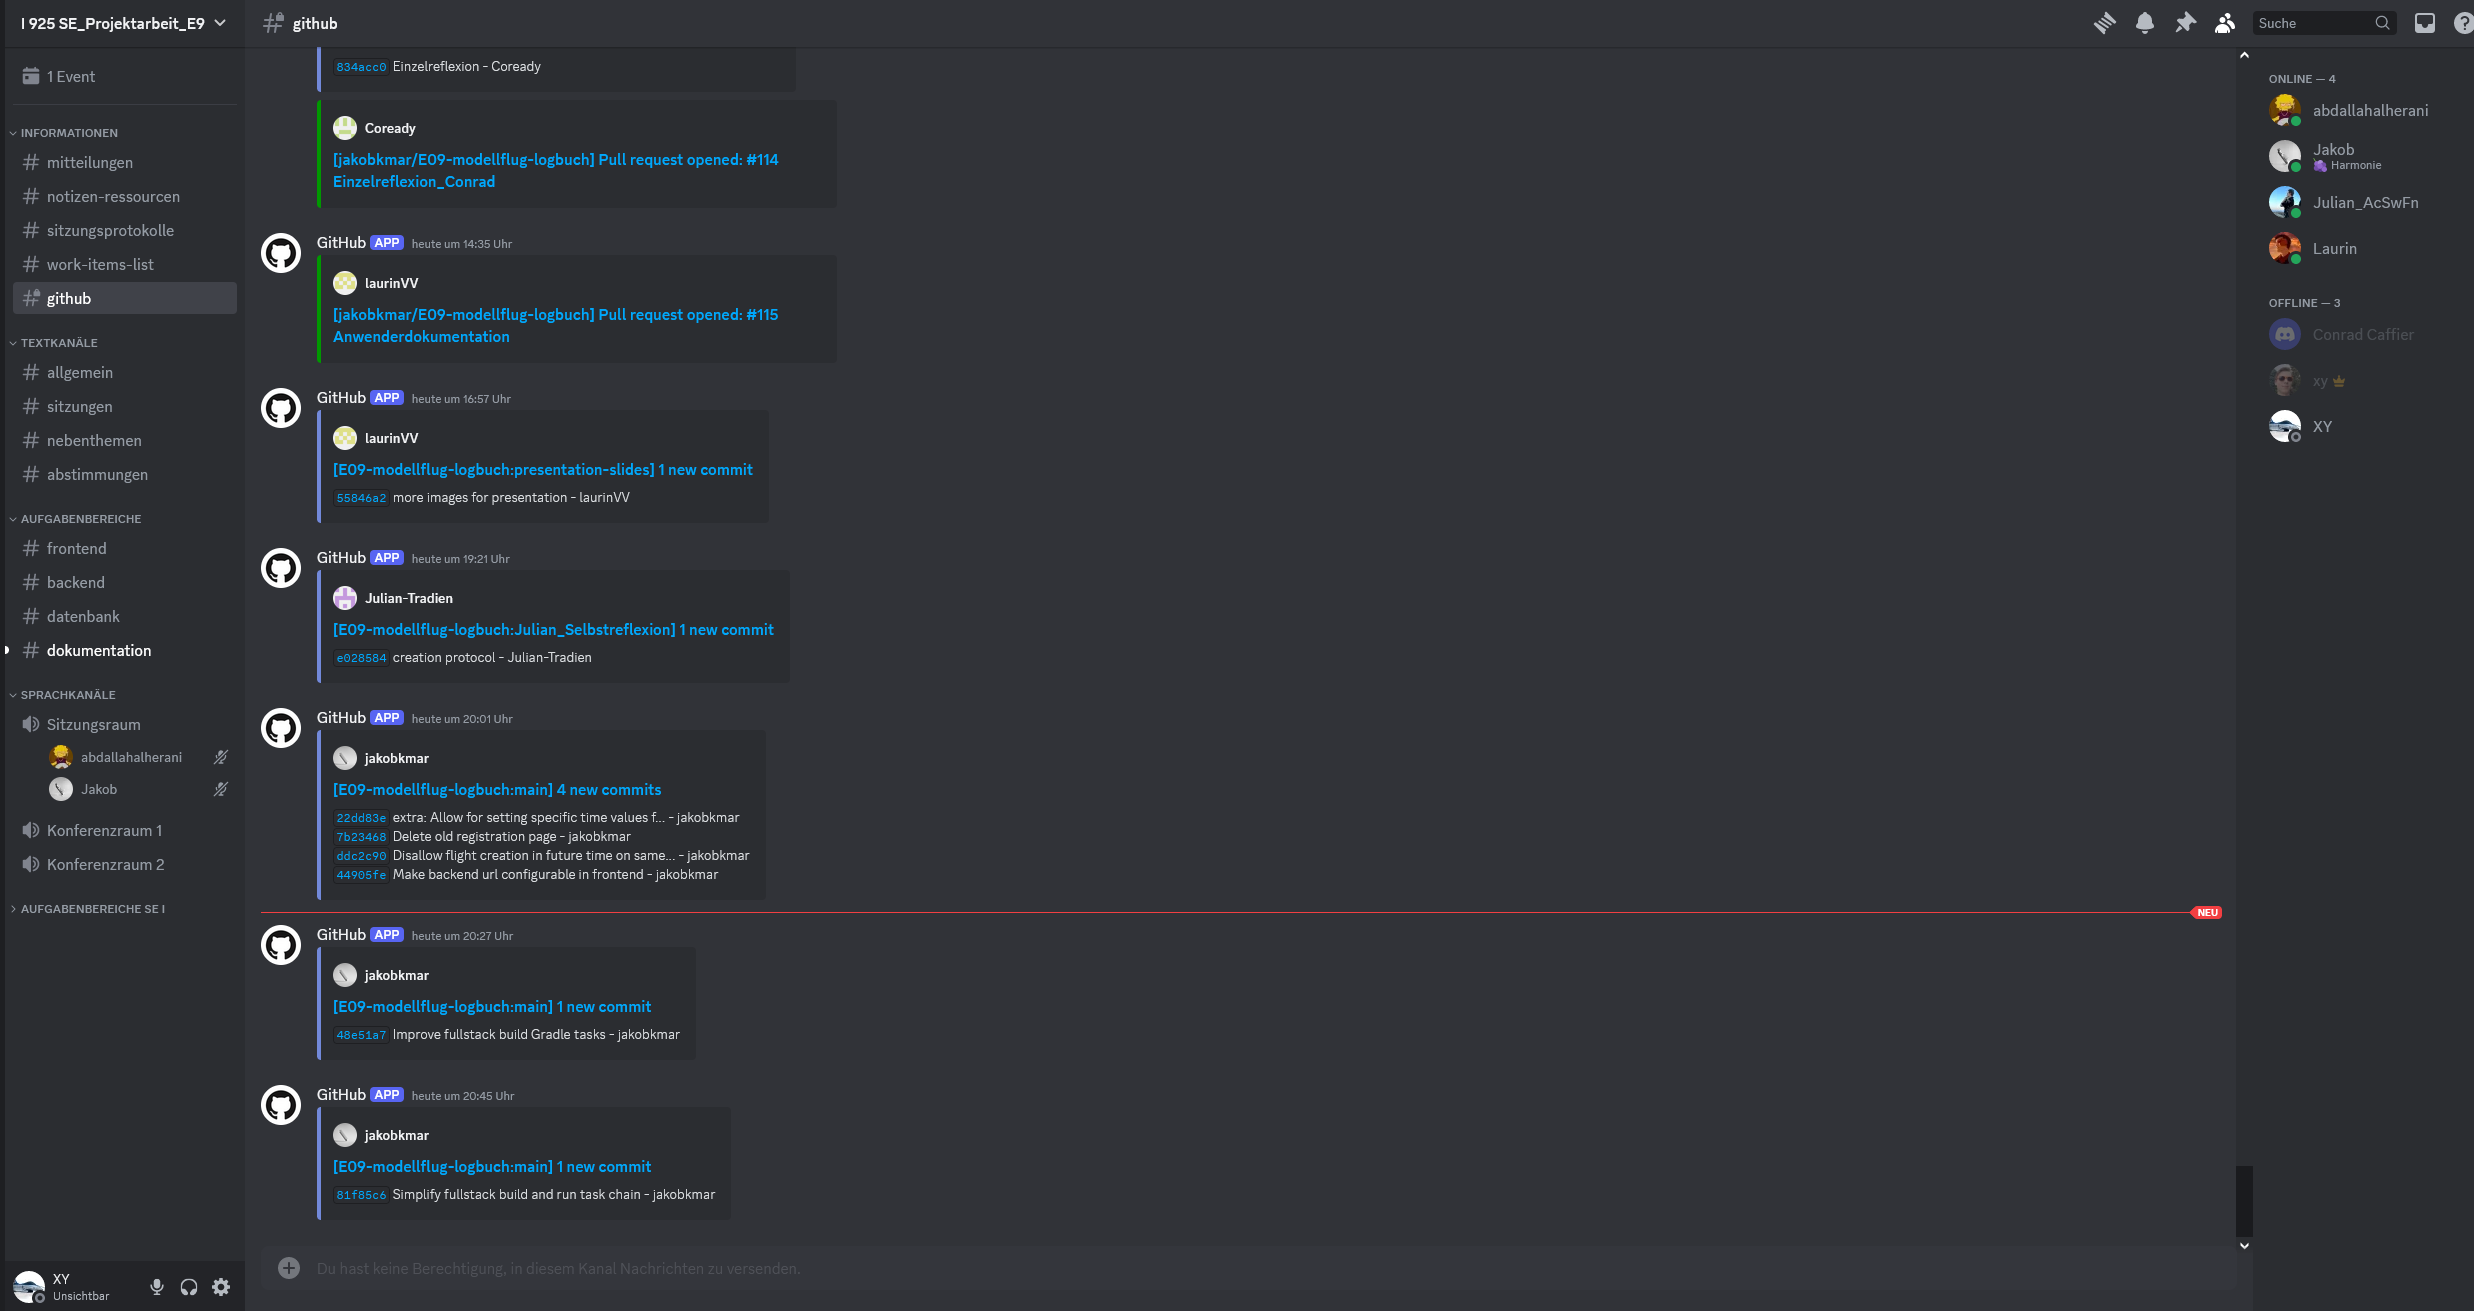 I 925 SE_Projektarbeit_E9
1 Event
INFORMATIONEN
mitteilungen
notizen-ressourcen
sitzungsprotokolle
work-items-list
github
TEXTKANÄLE
allgemein
sitzungen
nebenthemen
abstimmungen
AUFGABENBEREICHE
frontend
backend
datenbank
dokumentation
SPRACHKANÄLE
Sitzungsraum
abdallahalherani
Jakob
Konferenzraum 1
Konferenzraum 2
AUFGABENBEREICHE SE I
XY
Unsichtbar
github
Suche
834acc0 Einzelreflexion - Coready
Coready
[jakobkmar/E09-modellflug-logbuch] Pull request opened: #114
Einzelreflexion_Conrad
GitHub APP heute um 14:35 Uhr
laurinVV
[jakobkmar/E09-modellflug-logbuch] Pull request opened: #115
Anwenderdokumentation
GitHub APP heute um 16:57 Uhr
laurinVV
[E09-modellflug-logbuch:presentation-slides] 1 new commit
55846a2 more images for presentation - laurinVV
GitHub APP heute um 19:21 Uhr
Julian-Tradien
[E09-modellflug-logbuch:Julian_Selbstreflexion] 1 new commit
e028584 creation protocol - Julian-Tradien
GitHub APP heute um 20:01 Uhr
jakobkmar
[E09-modellflug-logbuch:main] 4 new commits
22dd83e extra: Allow for setting specific time values f... - jakobkmar
7b23468 Delete old registration page - jakobkmar
ddc2c90 Disallow flight creation in future time on same... - jakobkmar
44905fe Make backend url configurable in frontend - jakobkmar
NEU
GitHub APP heute um 20:27 Uhr
jakobkmar
[E09-modellflug-logbuch:main] 1 new commit
48e51a7 Improve fullstack build Gradle tasks - jakobkmar
GitHub APP heute um 20:45 Uhr
jakobkmar
[E09-modellflug-logbuch:main] 1 new commit
81f85c6 Simplify fullstack build and run task chain - jakobkmar
Du hast keine Berechtigung, in diesem Kanal Nachrichten zu versenden.
ONLINE — 4
abdallahalherani
Jakob
Harmonie
Julian_AcSwFn
Laurin
OFFLINE — 3
Conrad Caffier
xy
XY